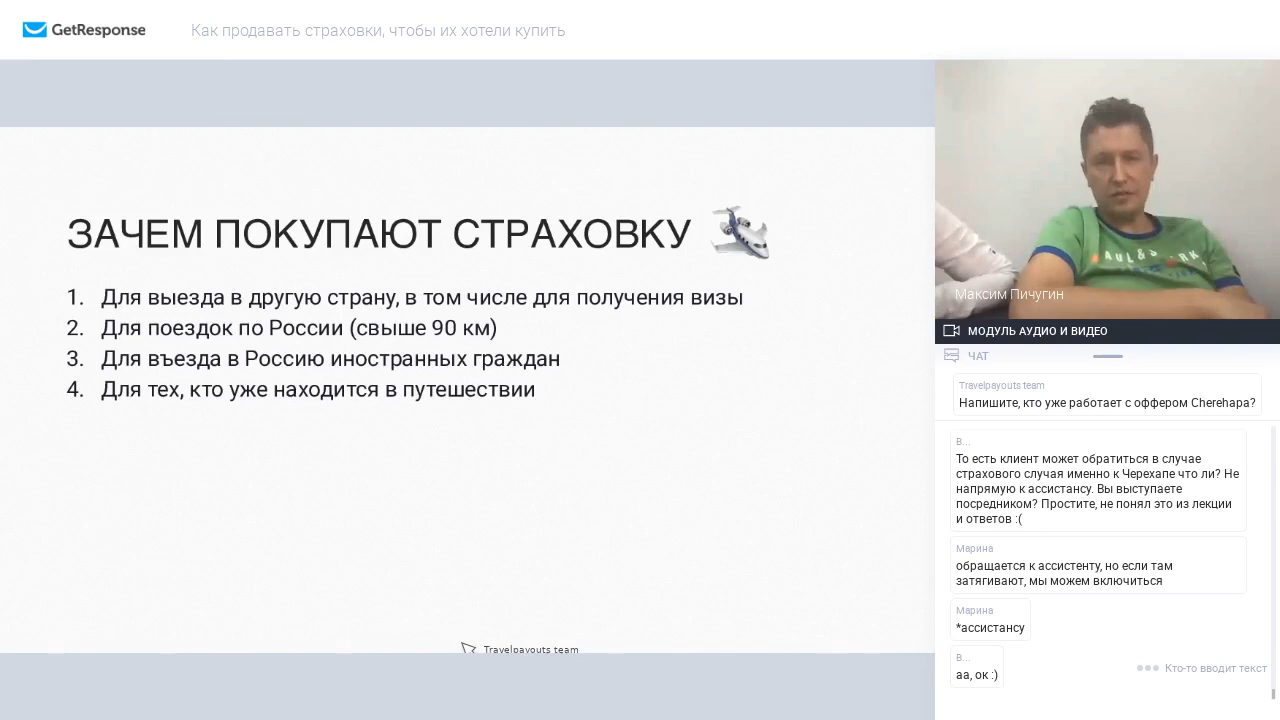 GetResponse
Как продавать страховки, чтобы их хотели купить
ЗАЧЕМ ПОКУПАЮТ СТРАХОВКУ
1. Для выезда в другую страну, в том числе для получения визы
2. Для поездок по России (свыше 90 км)
3. Для въезда в Россию иностранных граждан
4. Для тех, кто уже находится в путешествии
Travelpayouts team
Максим Пичугин
МОДУЛЬ АУДИО И ВИДЕО
ЧАТ
Travelpayouts team
Напишите, кто уже работает с оффером Cherehapa?
В...
То есть клиент может обратиться в случае
страхового случая именно к Черехапе что ли? Не
напрямую к ассистансу. Вы выступаете
посредником? Простите, не понял это из лекции
и ответов :(
Марина
обращается к ассистенту, но если там
затягивают, мы можем включиться
Марина
*ассистансу
В...
аа, ок :)
Кто-то вводит текст